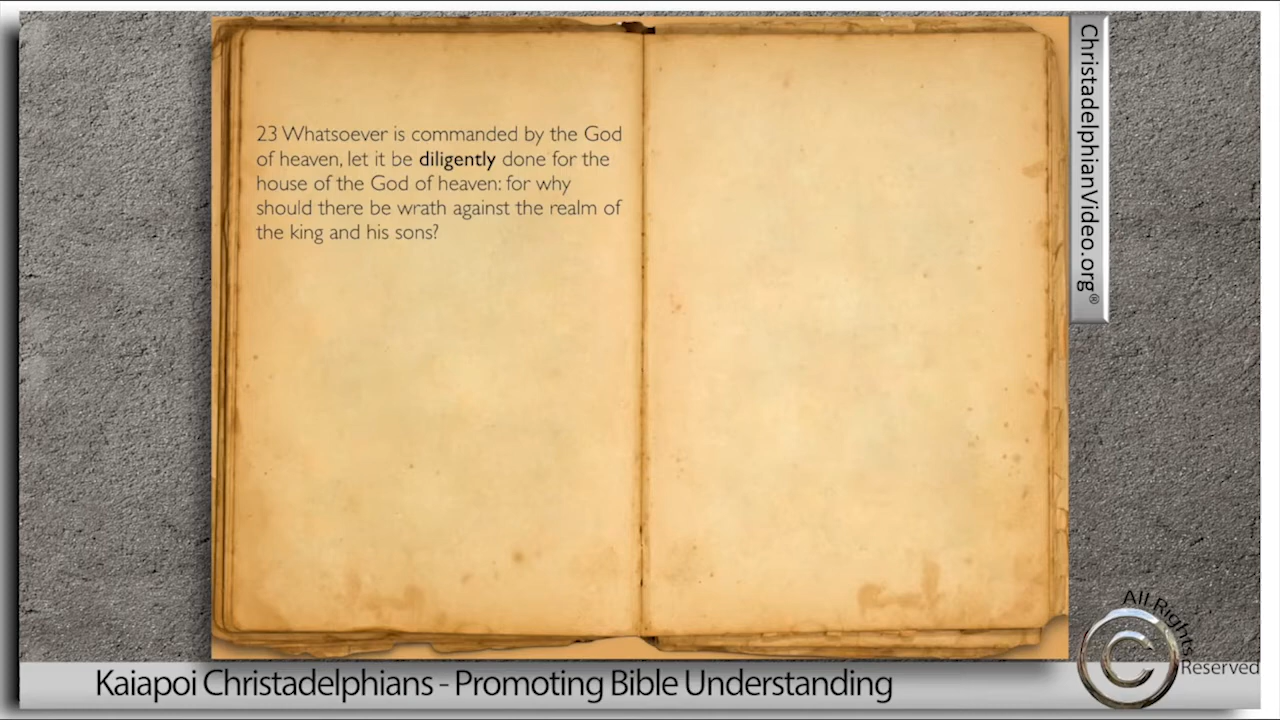 23 Whatsoever is commanded by the God
of heaven, let it be diligently done for the
house of the God of heaven: for why
should there be wrath against the realm of
the king and his sons?
ChristadelphianVideo.org®
All Rights
Reserved
Kaiapoi Christadelphians - Promoting Bible Understanding